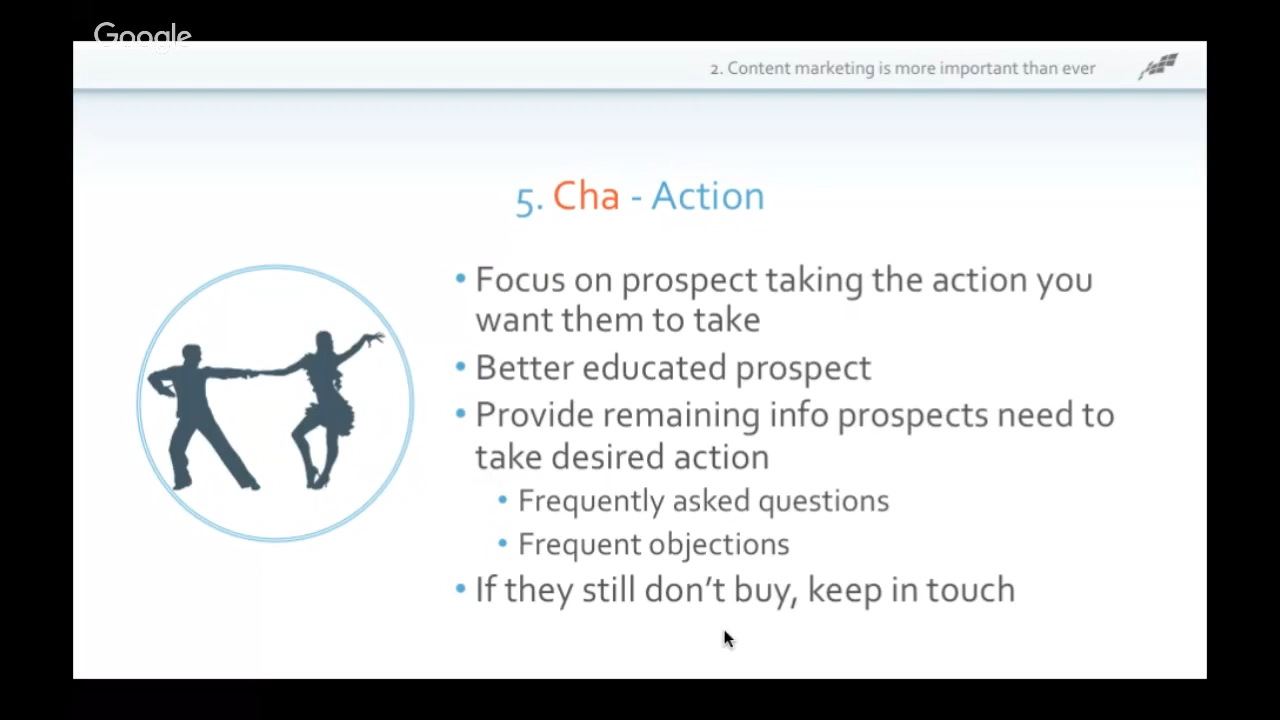 Google
2. Content marketing is more important than ever
5. Cha - Action
• Focus on prospect taking the action you
want them to take
• Better educated prospect
• Provide remaining info prospects need to
take desired action
• Frequently asked questions
• Frequent objections
• If they still don't buy, keep in touch